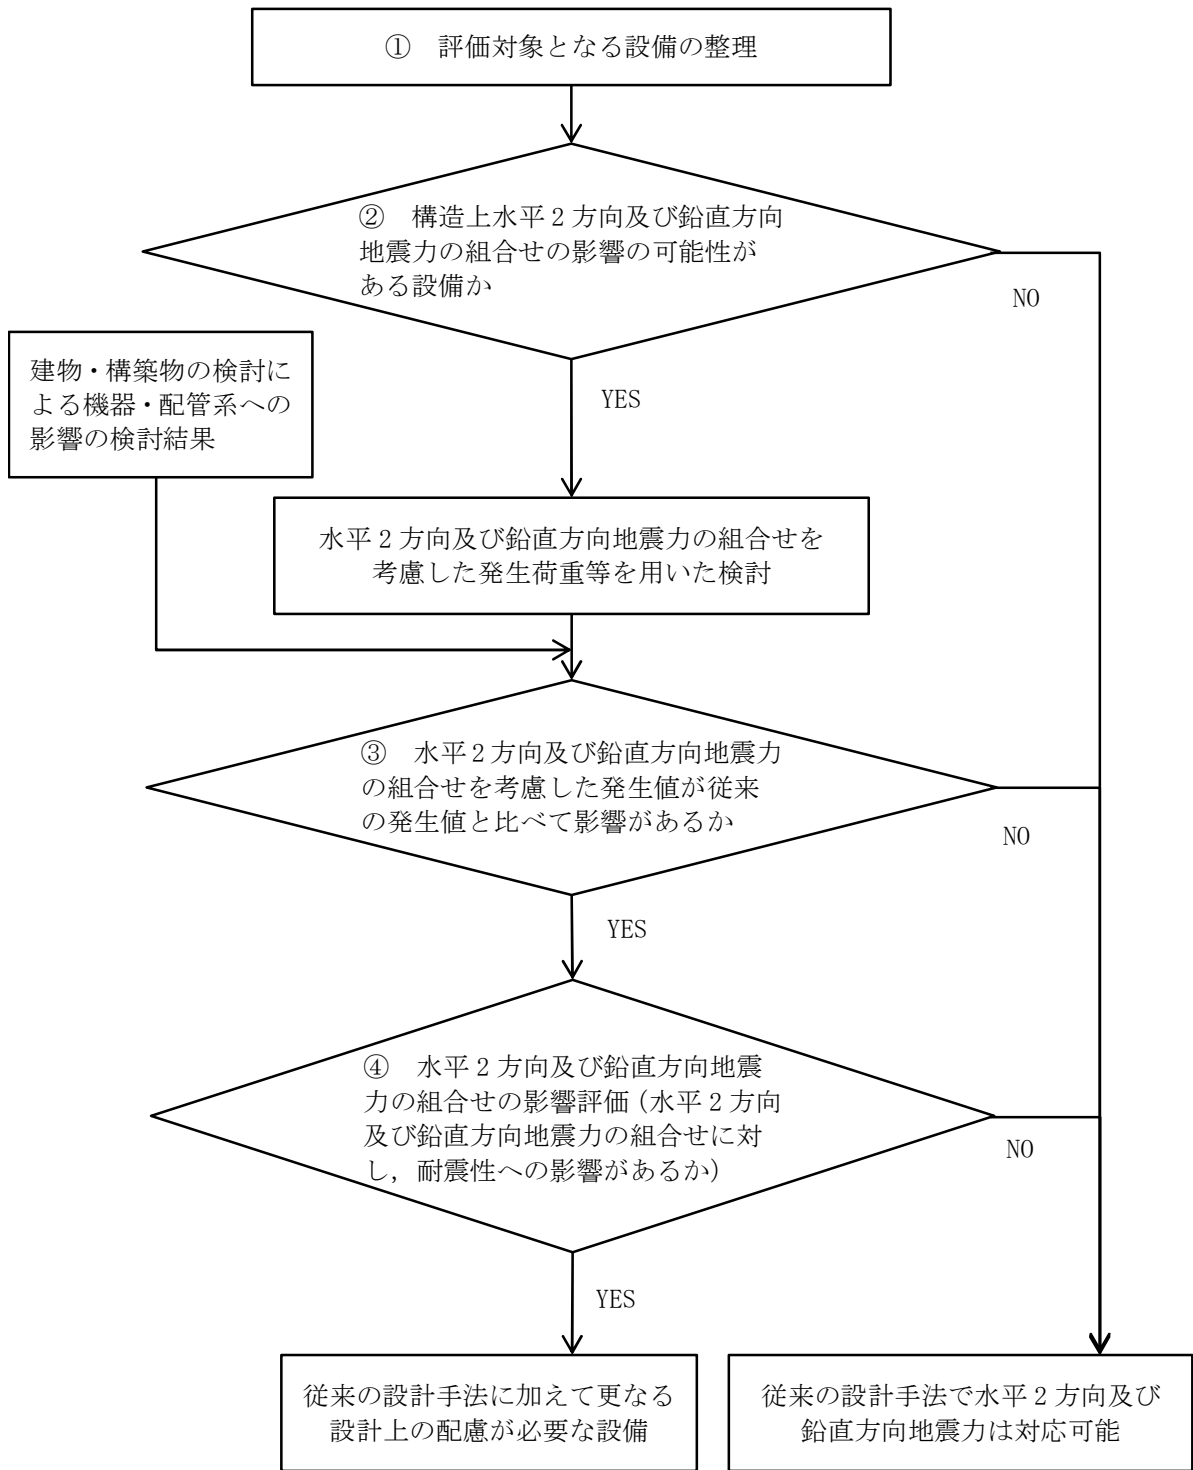 ① 評価対象となる設備の整理
② 構造上水平2方向及び鉛直方向
地震力の組合せの影響の可能性が
ある設備か
NO
建物・構築物の検討に
よる機器・配管系への
影響の検討結果
YES
水平2方向及び鉛直方向地震力の組合せを
考慮した発生荷重等を用いた検討
③ 水平2方向及び鉛直方向地震力
の組合せを考慮した発生値が従来
の発生値と比べて影響があるか
NO
YES
④ 水平2方向及び鉛直方向地震
力の組合せの影響評価(水平2方向
及び鉛直方向地震力の組合せに対
し,耐震性への影響があるか)
NO
YES
従来の設計手法に加えて更なる
設計上の配慮が必要な設備
従来の設計手法で水平2方向及び
鉛直方向地震力は対応可能